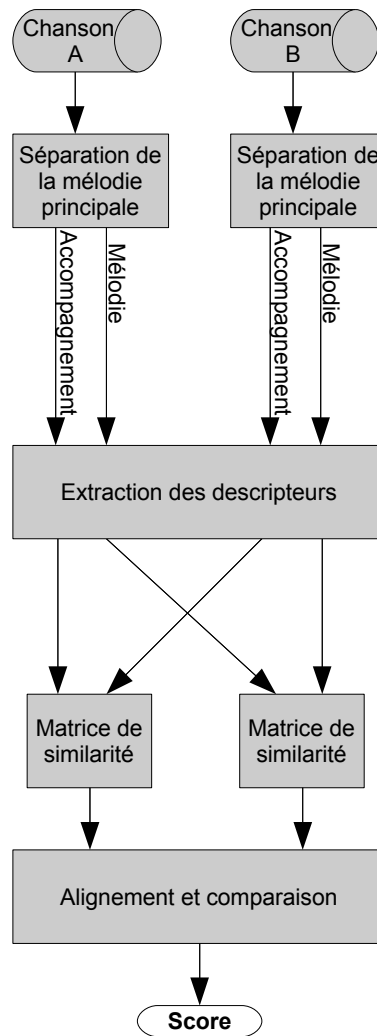 Chanson
A
Chanson
B
Séparation de
la mélodie
principale
Séparation de
la mélodie
principale
Accompagnement
Mélodie
Accompagnement
Mélodie
Extraction des descripteurs
Matrice de
similarité
Matrice de
similarité
Alignement et comparaison
Score